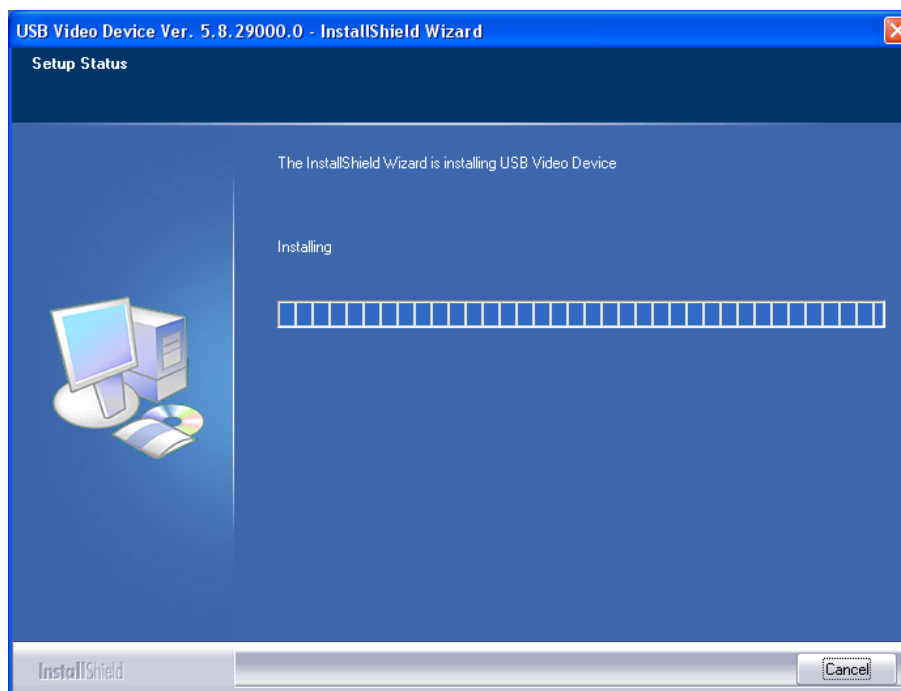 USB Video Device Ver. 5.8.29000.0 - InstallShield Wizard
Setup Status
The InstallShield Wizard is installing USB Video Device
Installing
InstallShield
Cancel